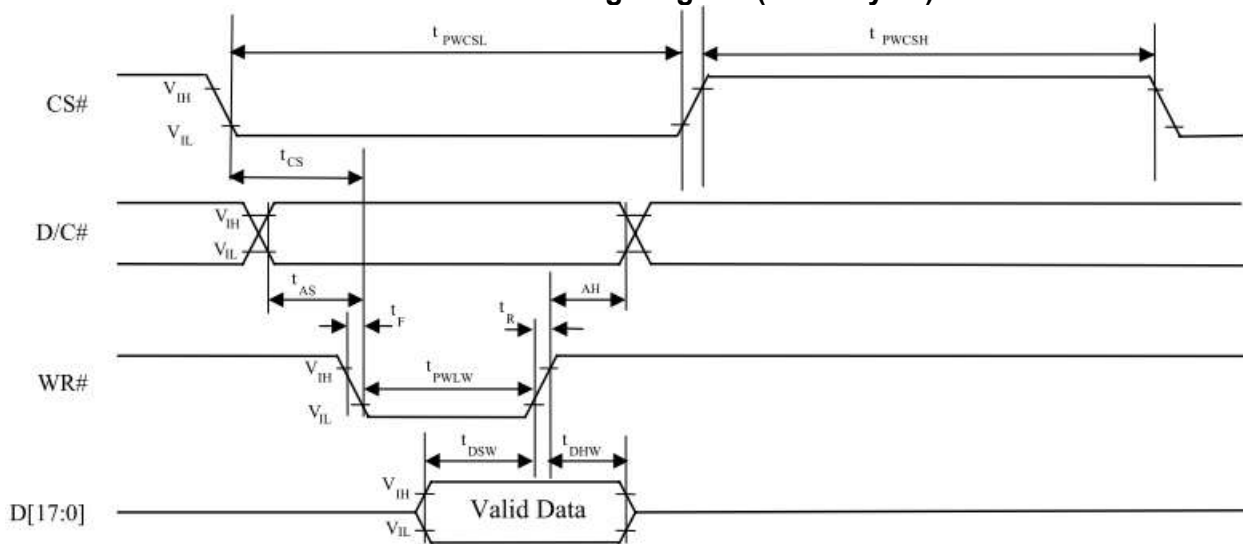 t PWCSL
t PWCSH
CS#
V IH
V IL
t CS
D/C#
V IH
V IL
t AS
AH
t F
t R
WR#
V IH
V IL
t PWLW
t DSW
t DHW
D[17:0]
V IH
V IL
Valid Data